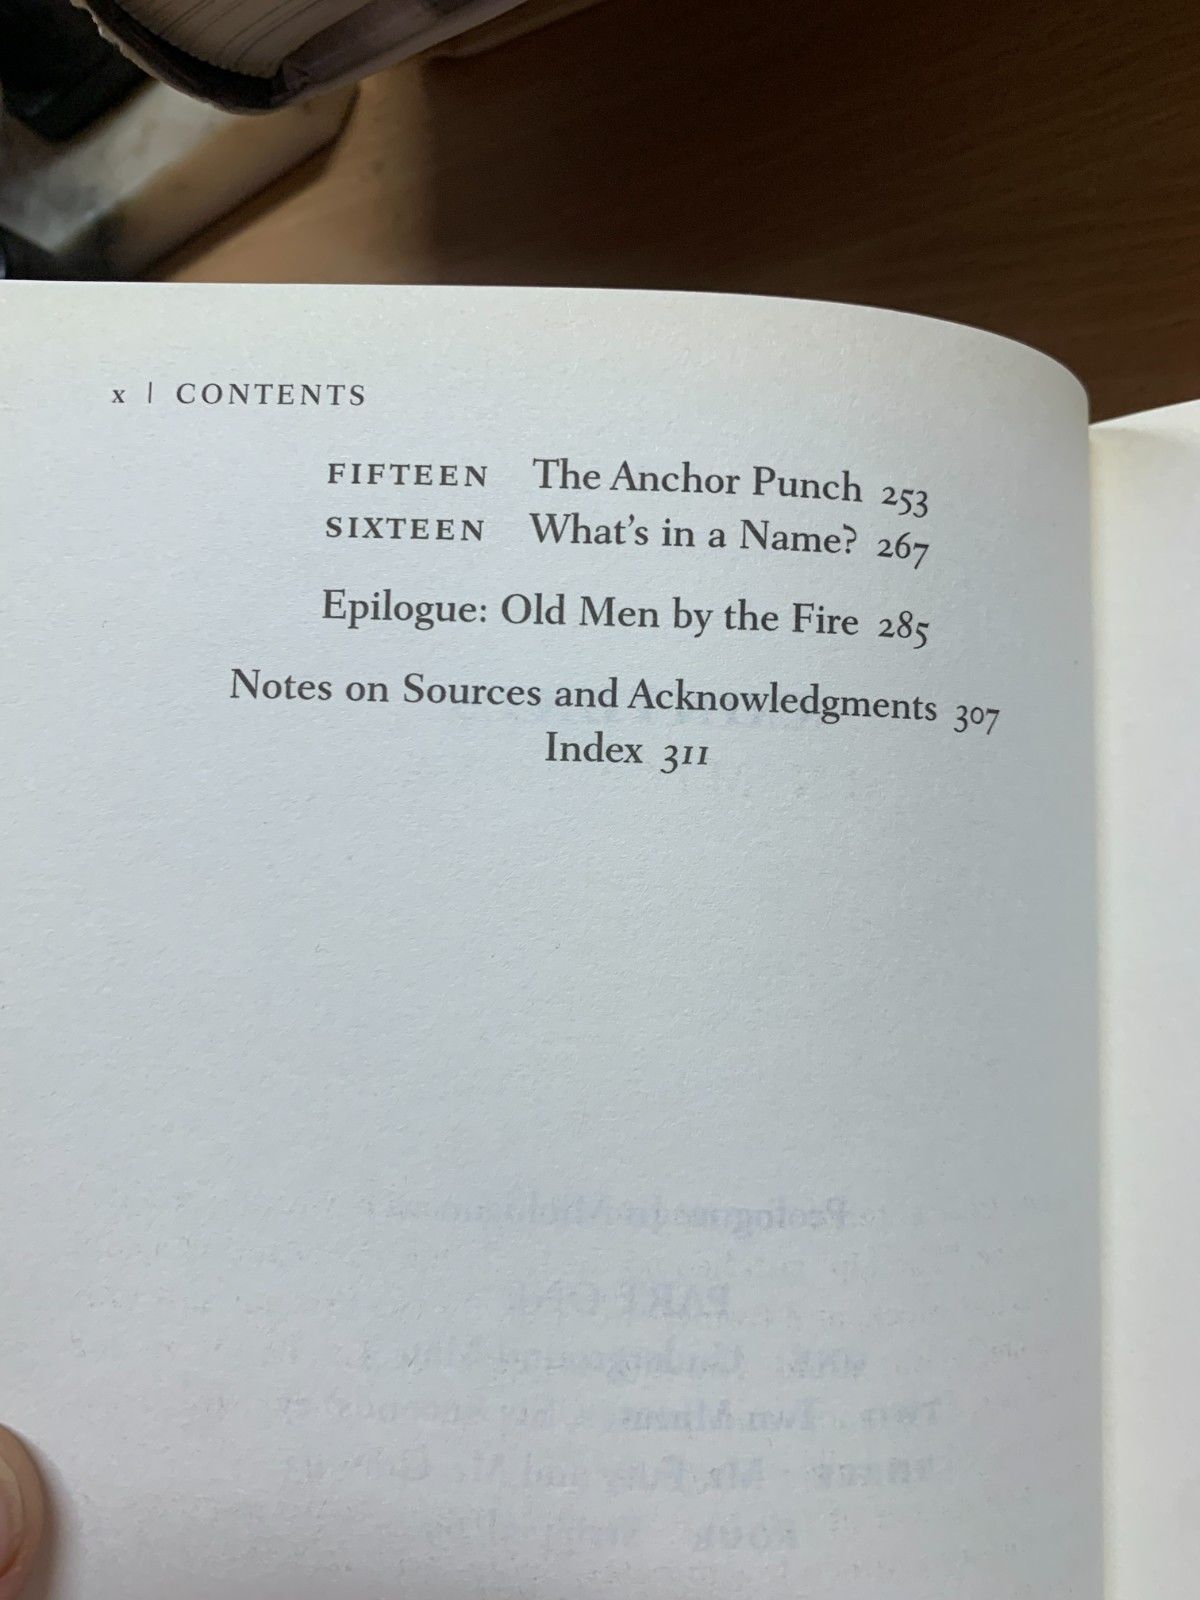 x | CONTENTS
FIFTEEN The Anchor Punch 253
SIXTEEN What's in a Name? 267
Epilogue: Old Men by the Fire 285
Notes on Sources and Acknowledgments 307
Index 311